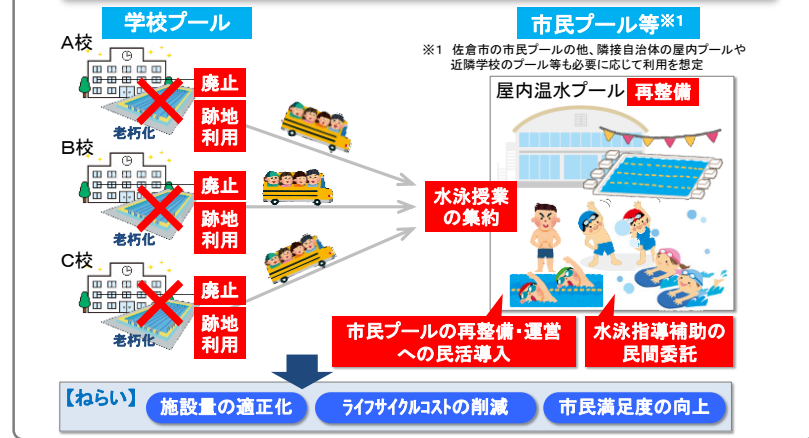 学校プール
市民プール等※1
※1 佐倉市の市民プールの他、隣接自治体の屋内プールや
近隣学校のプール等も必要に応じて利用を想定
A校
廃止
跡地
利用
老朽化
B校
廃止
跡地
利用
老朽化
C校
廃止
跡地
利用
老朽化
水泳授業
の集約
屋内温水プール
再整備
市民プールの再整備・運営
への民活導入
水泳指導補助の
民間委託
【ねらい】
施設量の適正化
ﾗｲﾌｻｲｸﾙｺｽﾄの削減
市民満足度の向上